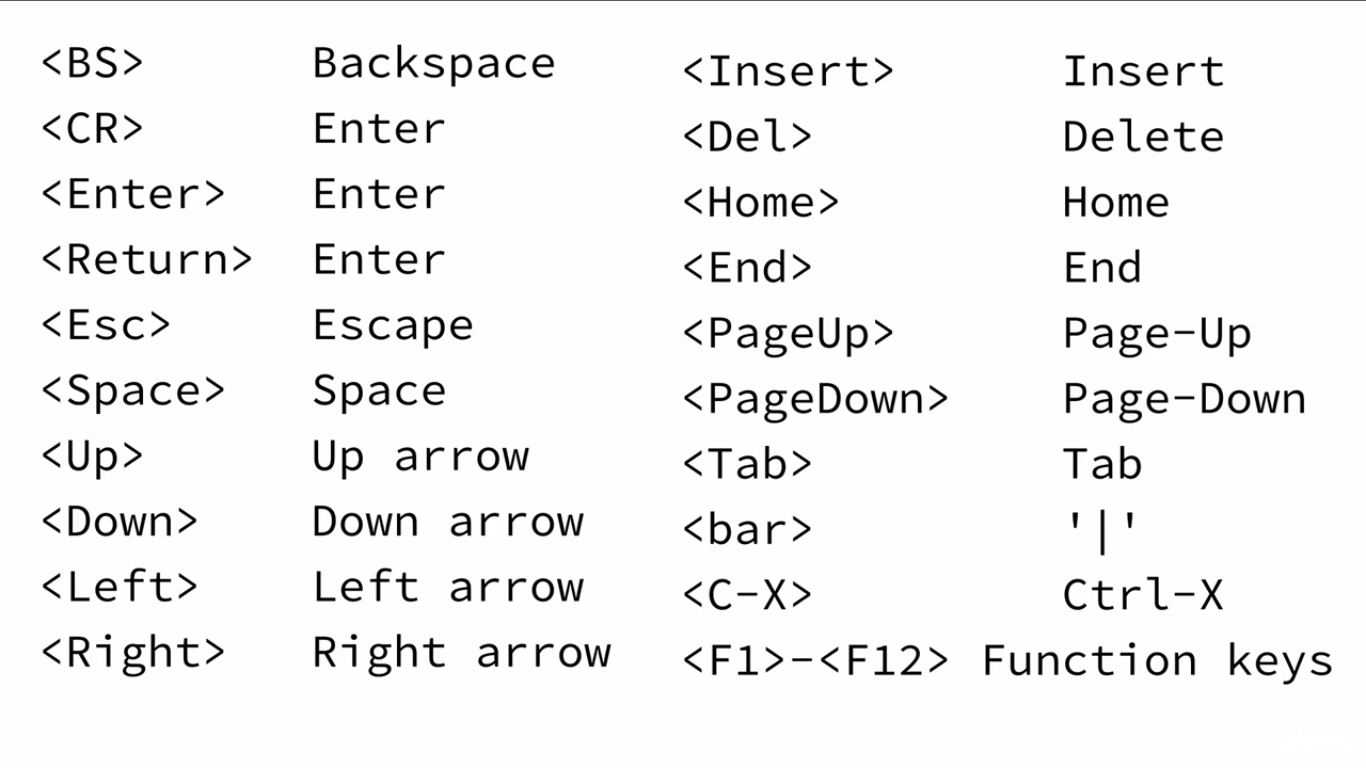 <BS> Backspace
<CR> Enter
<Enter> Enter
<Return> Enter
<Esc> Escape
<Space> Space
<Up> Up arrow
<Down> Down arrow
<Left> Left arrow
<Right> Right arrow
<Insert> Insert
<Del> Delete
<Home> Home
<End> End
<PageUp> Page-Up
<PageDown> Page-Down
<Tab> Tab
<bar> '|'
<C-X> Ctrl-X
<F1>-<F12> Function keys